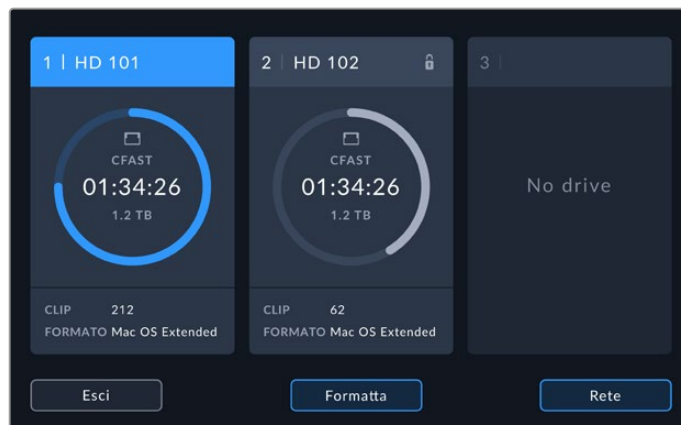 1 | HD 101
CFAST
01:34:26
1.2 TB
CLIP 212
FORMATO Mac OS Extended
2 | HD 102
CFAST
01:34:26
1.2 TB
CLIP 62
FORMATO Mac OS Extended
3 |
No drive
Esci
Formatta
Rete